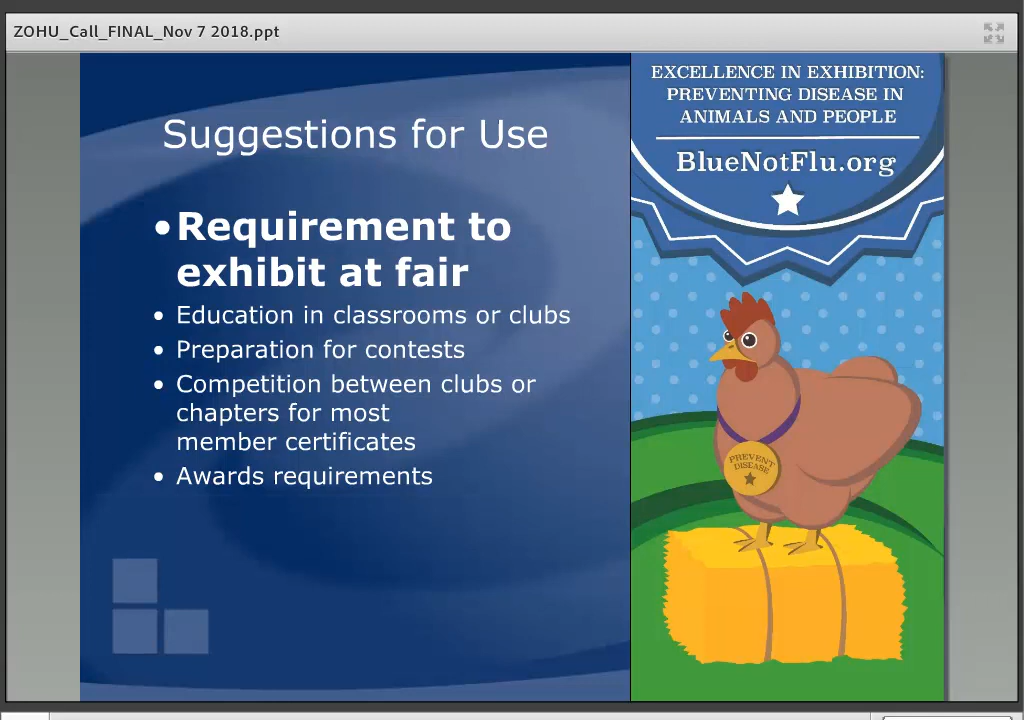 ZOHU_Call_FINAL_Nov 7 2018.ppt
Suggestions for Use
•Requirement to
exhibit at fair
• Education in classrooms or clubs
• Preparation for contests
• Competition between clubs or
chapters for most
member certificates
• Awards requirements
EXCELLENCE IN EXHIBITION:
PREVENTING DISEASE IN
ANIMALS AND PEOPLE
BlueNotFlu.org
PREVENT
DISEASE